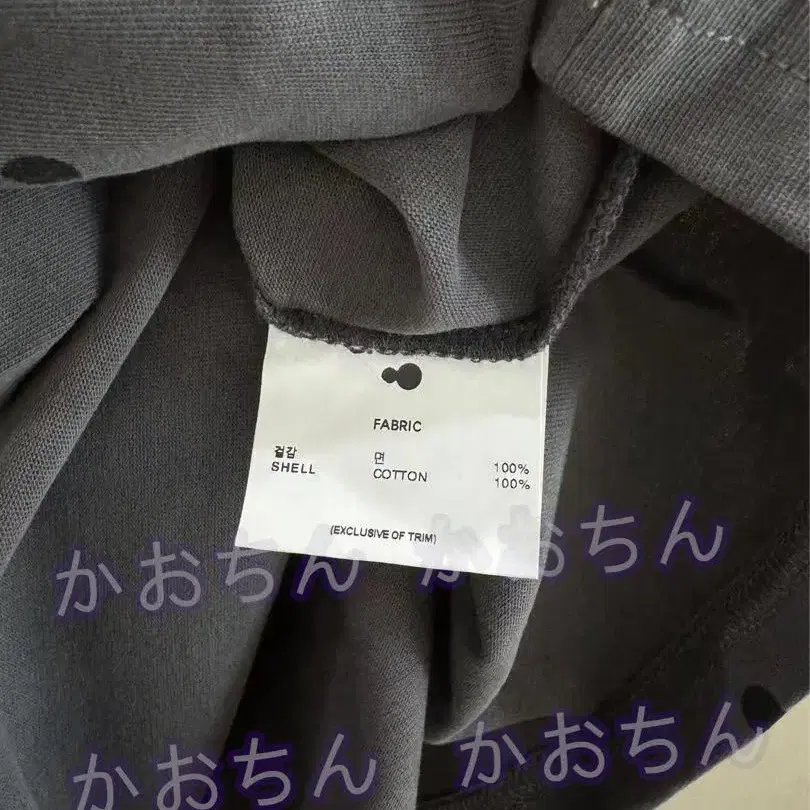 FABRIC
겉감 면 100%
SHELL COTTON 100%
(EXCLUSIVE OF TRIM)
かおちん かおちん
かおちん かおちん